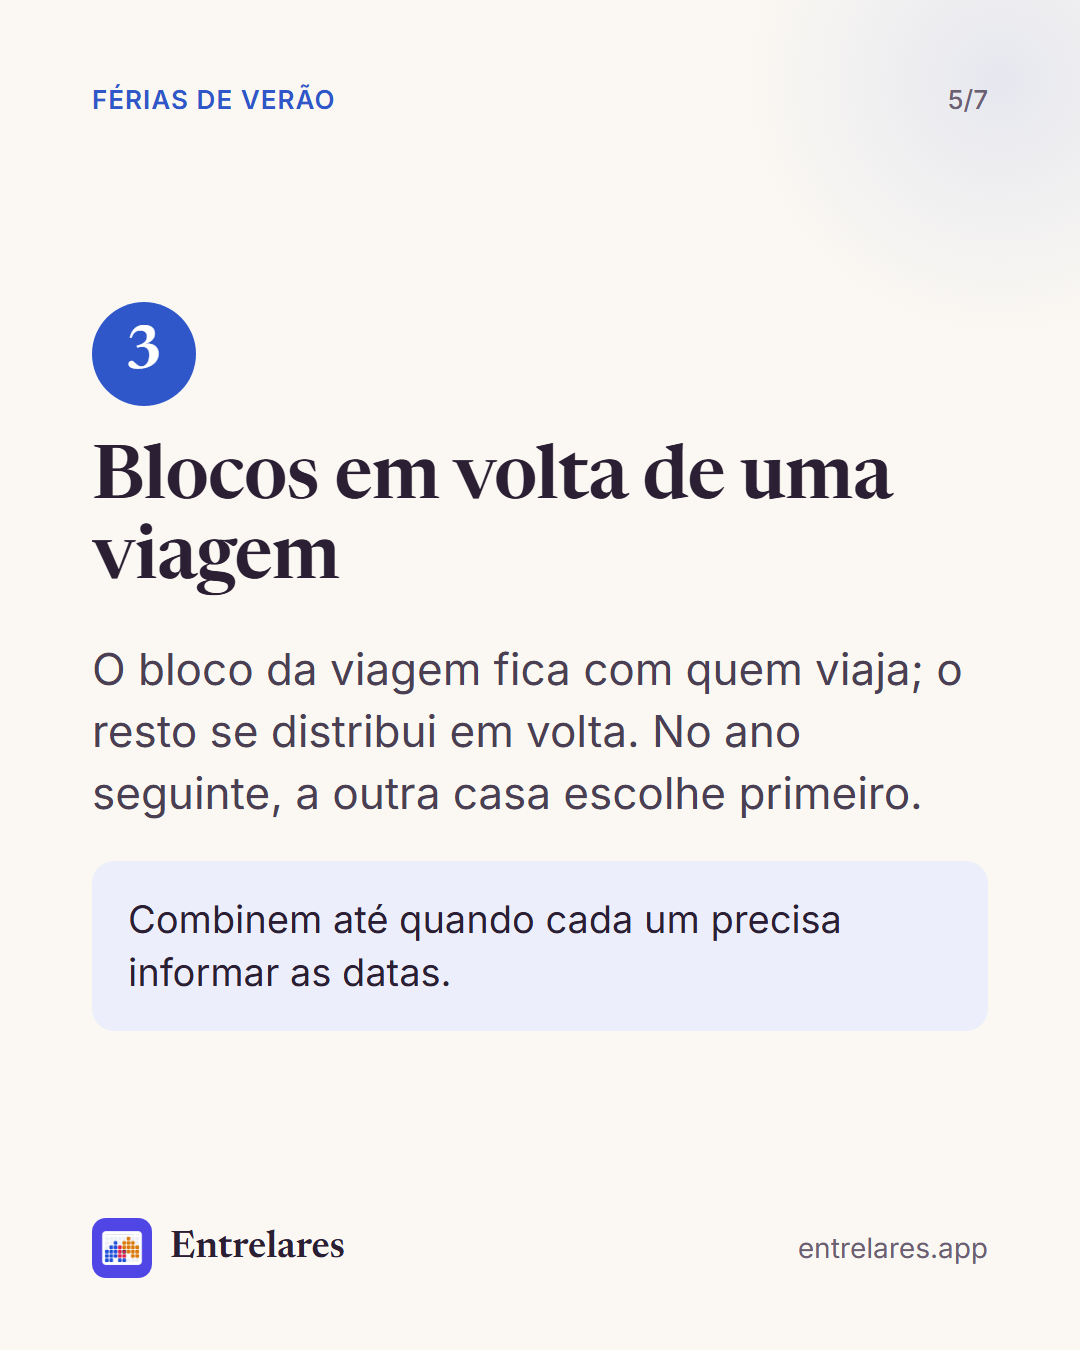 FÉRIAS DE VERÃO
5/7
3
Blocos em volta de uma
viagem
O bloco da viagem fica com quem viaja; o
resto se distribui em volta. No ano
seguinte, a outra casa escolhe primeiro.
Combinem até quando cada um precisa
informar as datas.
Entrelares
entrelares.app